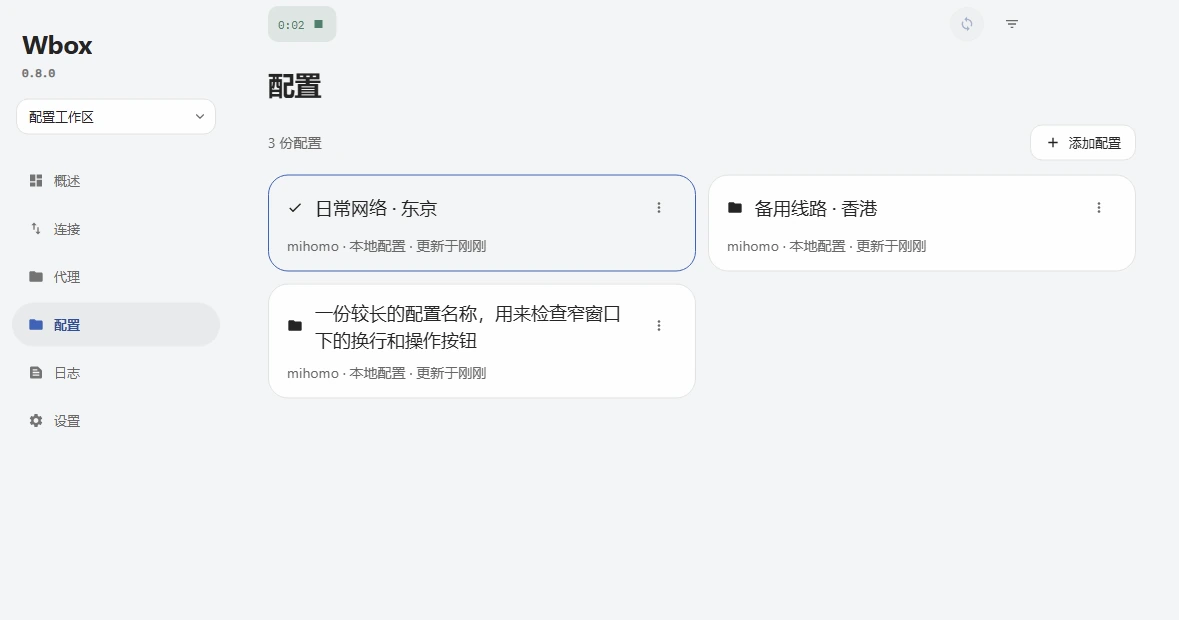 Wbox
0.8.0
配置工作区
概述
连接
代理
配置
日志
设置
0:02
配置
3 份配置
添加配置
日常网络 · 东京
mihomo · 本地配置 · 更新于刚刚
备用线路 · 香港
mihomo · 本地配置 · 更新于刚刚
一份较长的配置名称，用来检查窄窗口
下的换行和操作按钮
mihomo · 本地配置 · 更新于刚刚